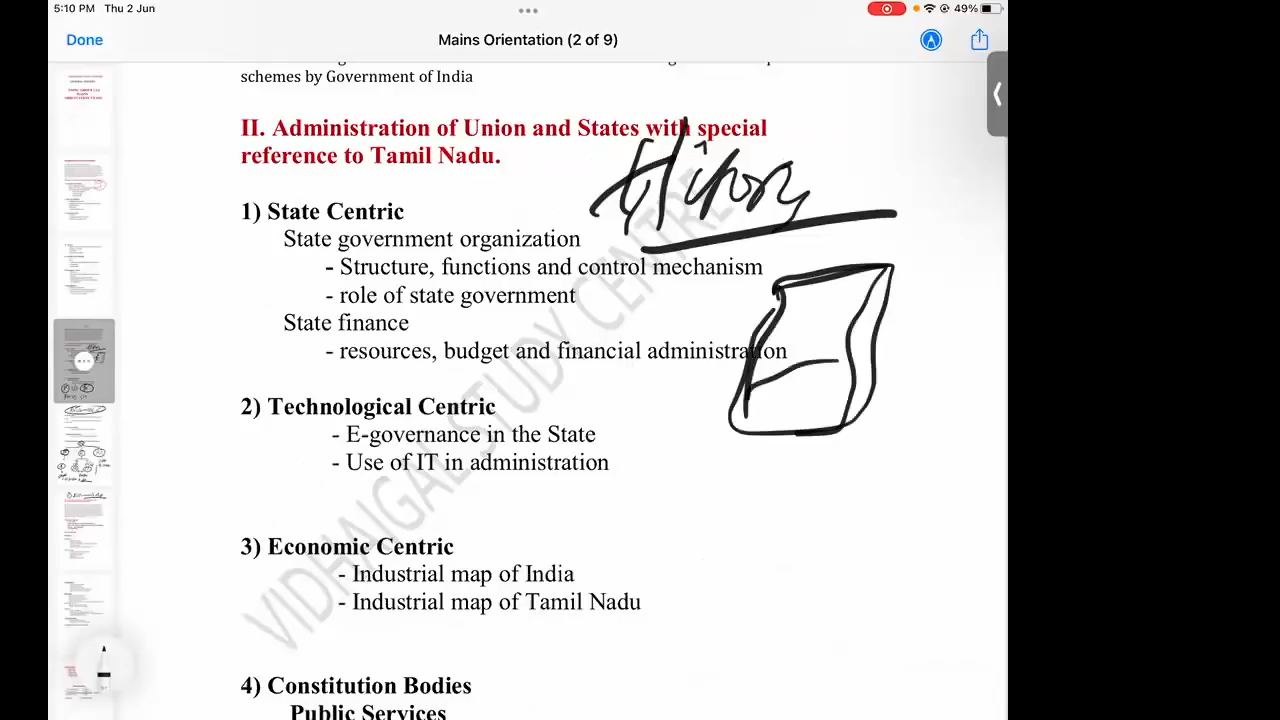 5:10 PM Thu 2 Jun
49%
Done
Mains Orientation (2 of 9)
schemes by Government of India
II. Administration of Union and States with special
reference to Tamil Nadu.
1) State Centric
State government organization
- Structure, functions and control mechanism
- role of state government
State finance
- resources, budget and financial administration
2) Technological Centric
- E-governance in the State
- Use of IT in administration
3) Economic Centric
- Industrial map of India
- Industrial map of Tamil Nadu
4) Constitution Bodies
Public Services
VIDHAIGAL STUDY CENTRE